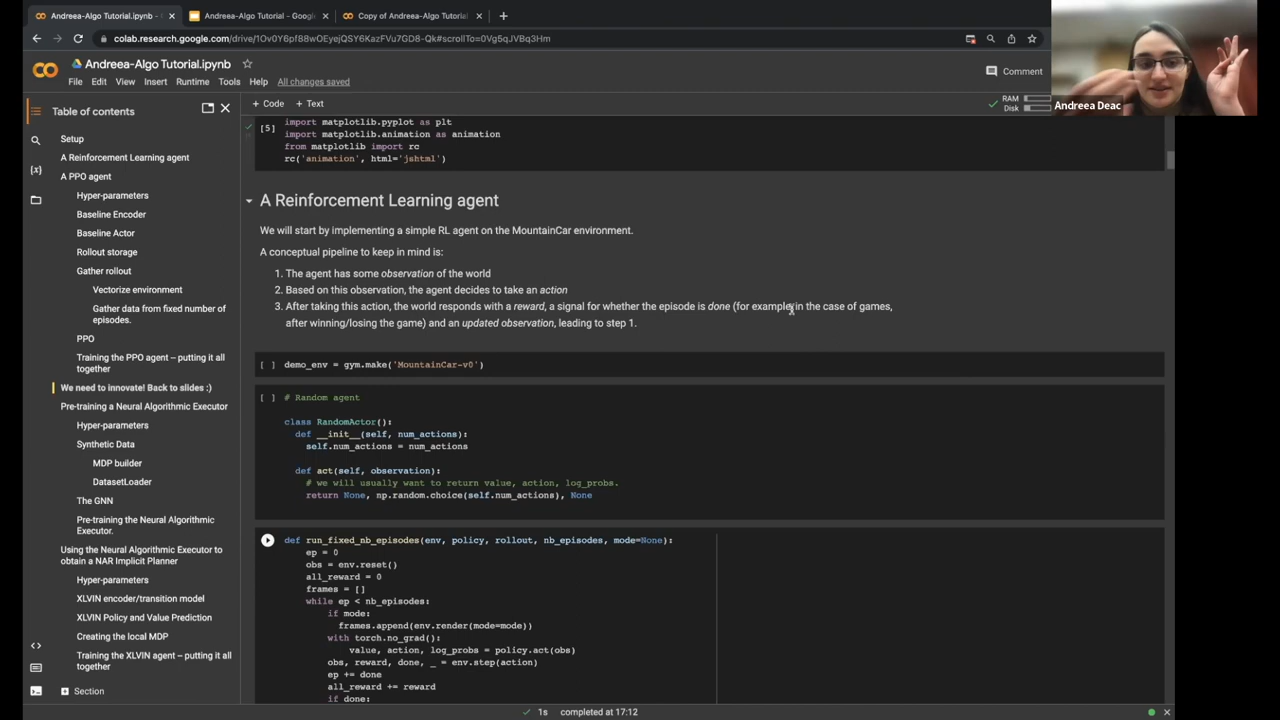 Andreea-Algo Tutorial.ipynb -
Andreea-Algo Tutorial - Google
Copy of Andreea-Algo Tutorial.
colab.research.google.com/drive/1Ov0Y6pf88wOEyejQSY6KazFVu7GD8-Qk#scrollTo=0Vg5qJVBq3Hm
Andreea-Algo Tutorial.ipynb
File Edit View Insert Runtime Tools Help All changes saved
Comment
Andreea Deac
Table of contents
Setup
A Reinforcement Learning agent
A PPO agent
Hyper-parameters
Baseline Encoder
Baseline Actor
Rollout storage
Gather rollout
Vectorize environment
Gather data from fixed number of
episodes.
PPO
Training the PPO agent – putting it all
together
We need to innovate! Back to slides :)
Pre-training a Neural Algorithmic Executor
Hyper-parameters
Synthetic Data
MDP builder
DatasetLoader
The GNN
Pre-training the Neural Algorithmic
Executor.
Using the Neural Algorithmic Executor to
obtain a NAR Implicit Planner
Hyper-parameters
XLVIN encoder/transition model
XLVIN Policy and Value Prediction
Creating the local MDP
Training the XLVIN agent – putting it all
together
Section
+ Code + Text
RAM
Disk
[5]
import matplotlib.pyplot as plt
import matplotlib.animation as animation
from matplotlib import rc
rc('animation', html='jshtml')
A Reinforcement Learning agent
We will start by implementing a simple RL agent on the MountainCar environment.
A conceptual pipeline to keep in mind is:
1. The agent has some observation of the world
2. Based on this observation, the agent decides to take an action
3. After taking this action, the world responds with a reward, a signal for whether the episode is done (for example, in the case of games,
after winning/losing the game) and an updated observation, leading to step 1.
[ ] demo_env = gym.make('MountainCar-v0')
[ ] # Random agent
class RandomActor():
def __init__(self, num_actions):
self.num_actions = num_actions
def act(self, observation):
# we will usually want to return value, action, log_probs.
return None, np.random.choice(self.num_actions), None
def run_fixed_nb_episodes(env, policy, rollout, nb_episodes, mode=None):
ep = 0
obs = env.reset()
all_reward = 0
frames = []
while ep < nb_episodes:
if mode:
frames.append(env.render(mode=mode))
with torch.no_grad():
value, action, log_probs = policy.act(obs)
obs, reward, done, _ = env.step(action)
ep += done
all_reward += reward
if done:
1s completed at 17:12